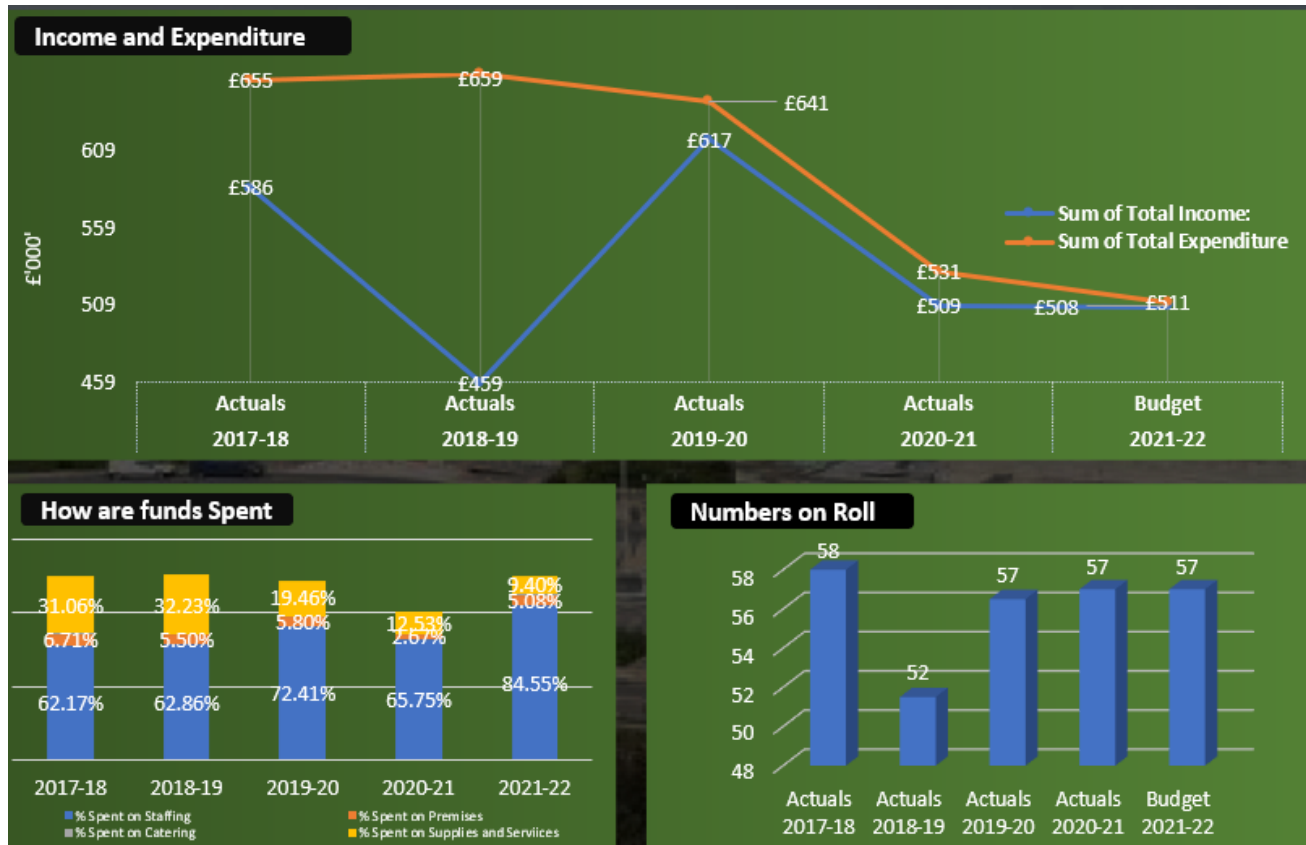 Income and Expenditure
£655
£659
£641
609
£617
£586
559
Sum of Total Income:
Sum of Total Expenditure
£'000'
£531
509
£509
£508
£511
459
£459
Actuals
Actuals
Actuals
Actuals
Budget
2017-18
2018-19
2019-20
2020-21
2021-22
How are funds Spent
31.06%
32.23%
19.46%
12.53%
9.40%
6.71%
5.50%
5.80%
2.67%
5.08%
62.17%
62.86%
72.41%
65.75%
84.55%
2017-18
2018-19
2019-20
2020-21
2021-22
% Spent on Staffing
% Spent on Premises
% Spent on Catering
% Spent on Supplies and Serviices
Numbers on Roll
58
52
57
57
57
58
56
54
52
50
48
Actuals
Actuals
Actuals
Actuals
Budget
2017-18
2018-19
2019-20
2020-21
2021-22